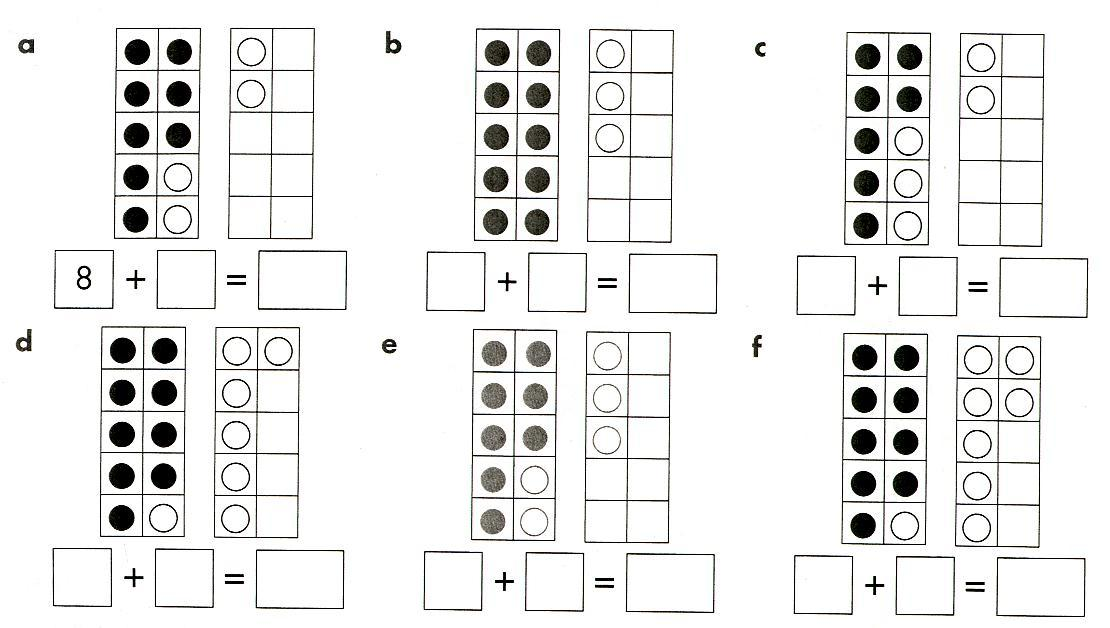 a b c
8 + =
+ =
+ =
d e f
+ =
+ =
+ =